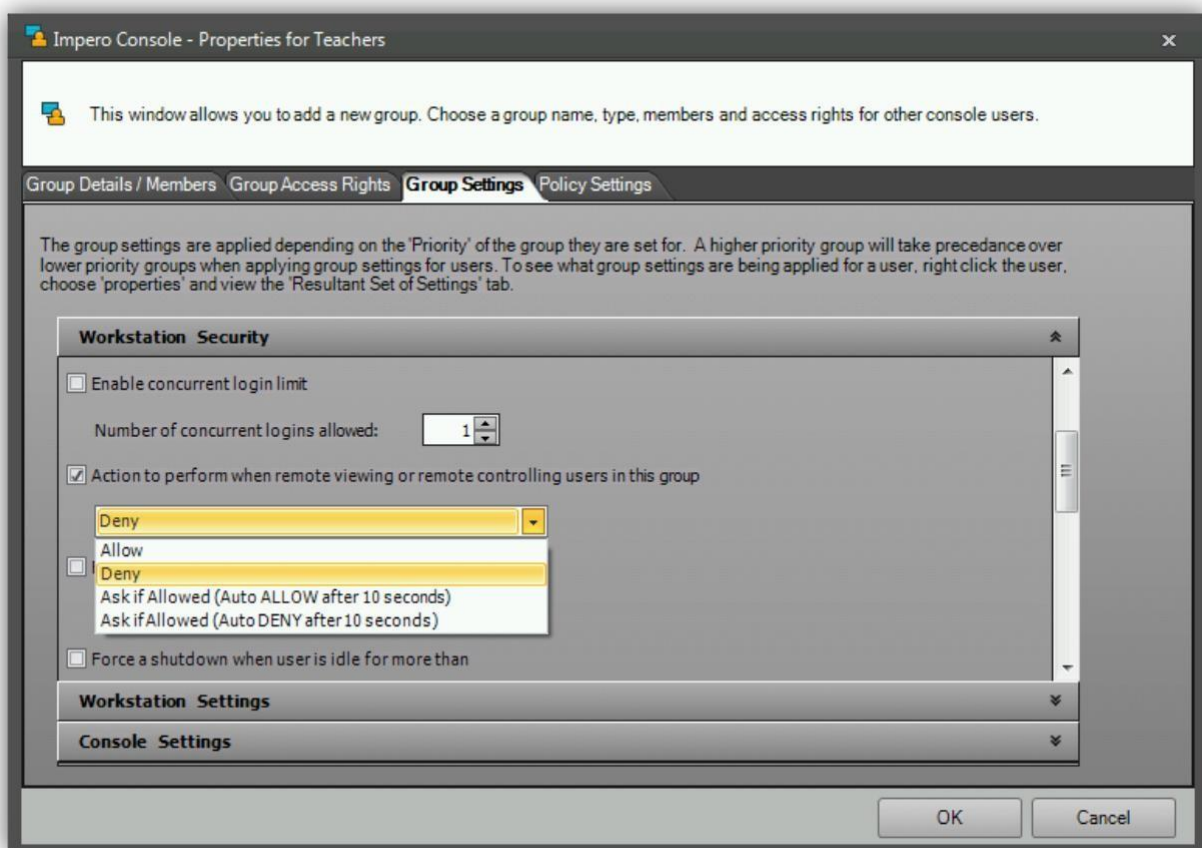 Impero Console - Properties for Teachers
This window allows you to add a new group. Choose a group name, type, members and access rights for other console users.
Group Details / Members Group Access Rights Group Settings Policy Settings
The group settings are applied depending on the 'Priority' of the group they are set for. A higher priority group will take precedance over
lower priority groups when applying group settings for users. To see what group settings are being applied for a user, right click the user,
choose 'properties' and view the 'Resultant Set of Settings' tab.
Workstation Security
Enable concurrent login limit
Number of concurrent logins allowed: 1
Action to perform when remote viewing or remote controlling users in this group
Deny
Allow
Deny
Ask if Allowed (Auto ALLOW after 10 seconds)
Ask if Allowed (Auto DENY after 10 seconds)
Force a shutdown when user is idle for more than
Workstation Settings
Console Settings
OK Cancel